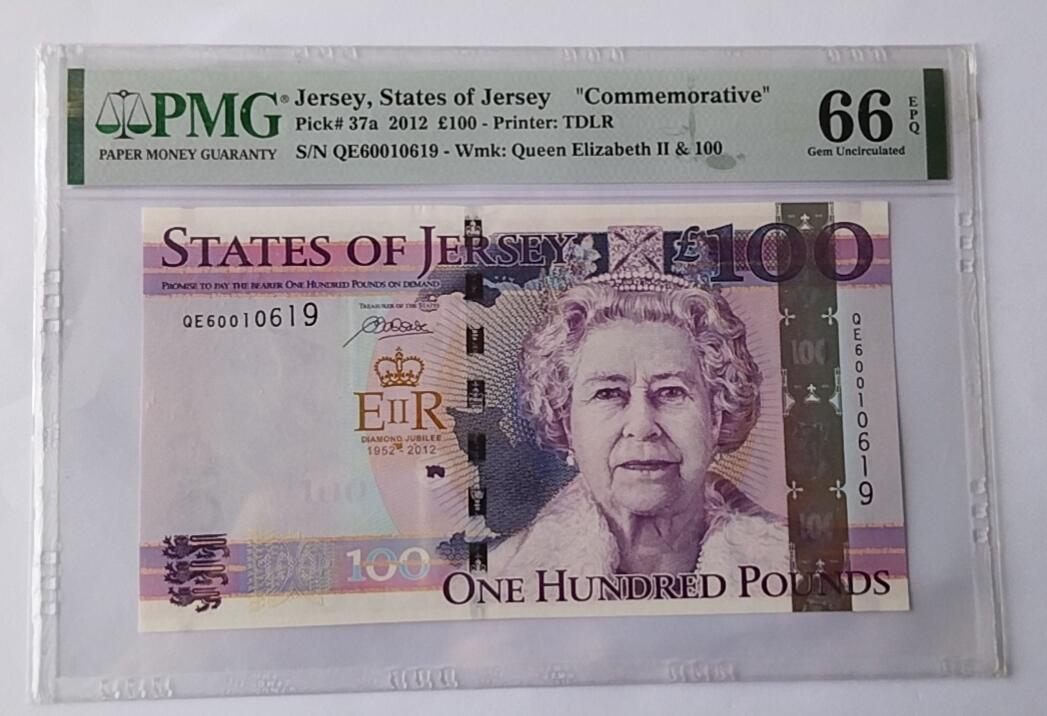 PMG®
PAPER MONEY GUARANTY
Jersey, States of Jersey "Commemorative"
Pick# 37a 2012 £100 - Printer: TDLR
S/N QE60010619 - Wmk: Queen Elizabeth II & 100
66
EPQ
Gem Uncirculated
STATES OF JERSEY
£100
PROMISE TO PAY THE BEARER ONE HUNDRED POUNDS ON DEMAND
QE60010619
TREASURER OF THE STATES
EIIR
DIAMOND JUBILEE
1952 - 2012
QE60010619
100
100
100
100
ONE HUNDRED POUNDS